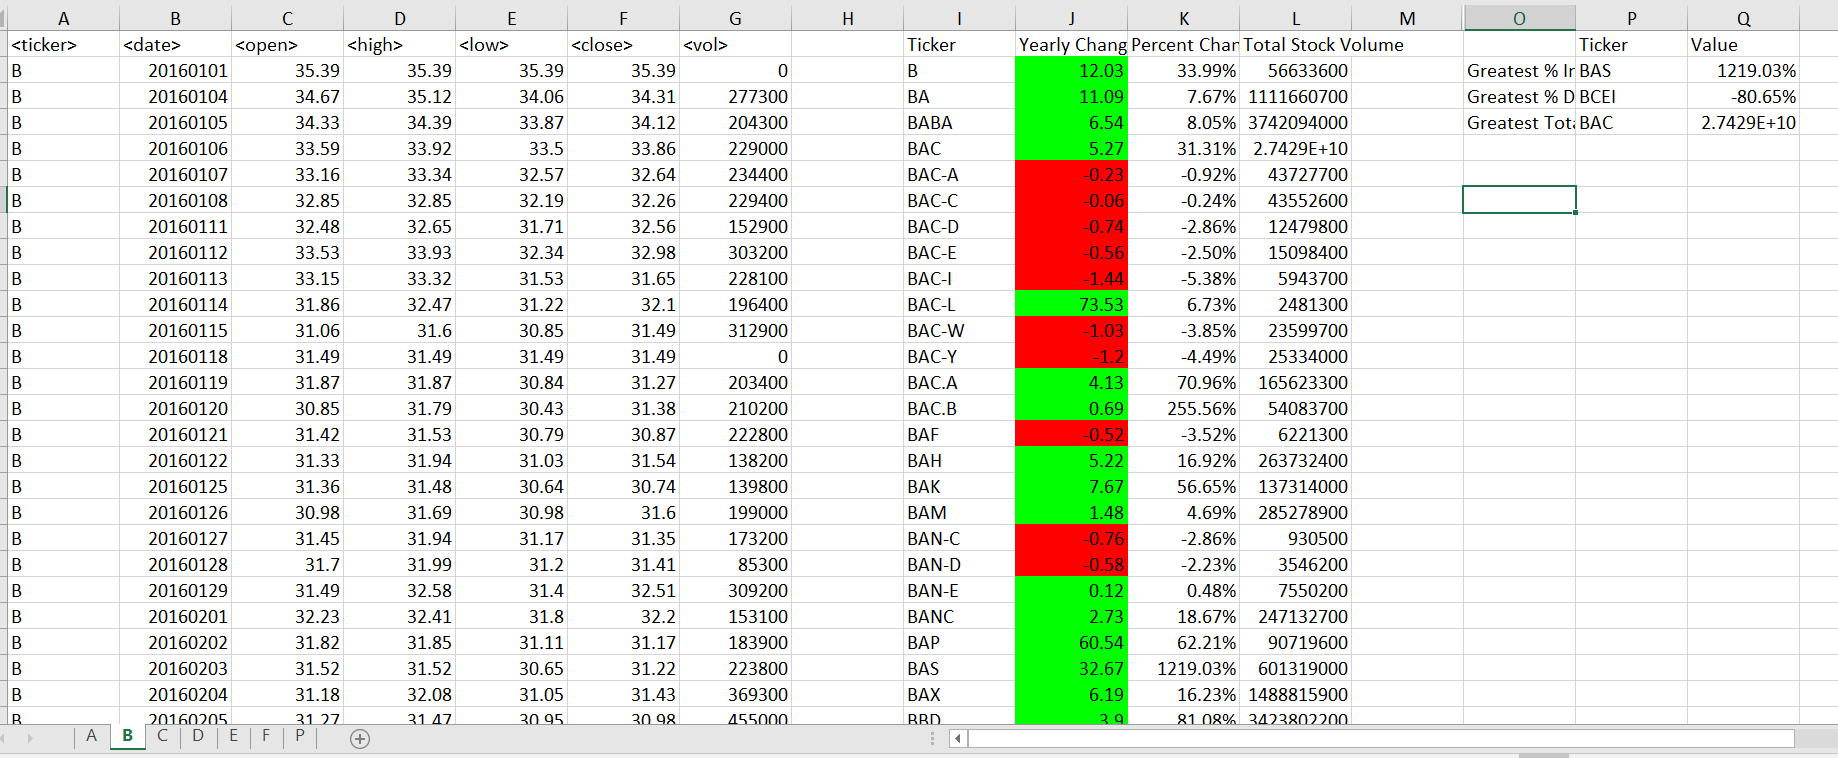 A B C D E F G H I J K L M O P Q
<ticker> <date> <open> <high> <low> <close> <vol> Ticker Yearly Chang Percent Chan Total Stock Volume Ticker Value
B 20160101 35.39 35.39 35.39 35.39 0 B 12.03 33.99% 56633600 Greatest % In BAS 1219.03%
B 20160104 34.67 35.12 34.06 34.31 277300 BA 11.09 7.67% 1111660700 Greatest % D BCEI -80.65%
B 20160105 34.33 34.39 33.87 34.12 204300 BABA 6.54 8.05% 3742094000 Greatest Tota BAC 2.7429E+10
B 20160106 33.59 33.92 33.5 33.86 229000 BAC 5.27 31.31% 2.7429E+10
B 20160107 33.16 33.34 32.57 32.64 234400 BAC-A -0.23 -0.92% 43727700
B 20160108 32.85 32.85 32.19 32.26 229400 BAC-C -0.06 -0.24% 43552600
B 20160111 32.48 32.65 31.71 32.56 152900 BAC-D -0.74 -2.86% 12479800
B 20160112 33.53 33.93 32.34 32.98 303200 BAC-E -0.56 -2.50% 15098400
B 20160113 33.15 33.32 31.53 31.65 228100 BAC-I -1.44 -5.38% 5943700
B 20160114 31.86 32.47 31.22 32.1 196400 BAC-L 73.53 6.73% 2481300
B 20160115 31.06 31.6 30.85 31.49 312900 BAC-W -1.03 -3.85% 23599700
B 20160118 31.49 31.49 31.49 31.49 0 BAC-Y -1.2 -4.49% 25334000
B 20160119 31.87 31.87 30.84 31.27 203400 BAC.A 4.13 70.96% 165623300
B 20160120 30.85 31.79 30.43 31.38 210200 BAC.B 0.69 255.56% 54083700
B 20160121 31.42 31.53 30.79 30.87 222800 BAF -0.52 -3.52% 6221300
B 20160122 31.33 31.94 31.03 31.54 138200 BAH 5.22 16.92% 263732400
B 20160125 31.36 31.48 30.64 30.74 139800 BAK 7.67 56.65% 137314000
B 20160126 30.98 31.69 30.98 31.6 199000 BAM 1.48 4.69% 285278900
B 20160127 31.45 31.94 31.17 31.35 173200 BAN-C -0.76 -2.86% 930500
B 20160128 31.7 31.99 31.2 31.41 85300 BAN-D -0.58 -2.23% 3546200
B 20160129 31.49 32.58 31.4 32.51 309200 BAN-E 0.12 0.48% 7550200
B 20160201 32.23 32.41 31.8 32.2 153100 BANC 2.73 18.67% 247132700
B 20160202 31.82 31.85 31.11 31.17 183900 BAP 60.54 62.21% 90719600
B 20160203 31.52 31.52 30.65 31.22 223800 BAS 32.67 1219.03% 601319000
B 20160204 31.18 32.08 31.05 31.43 369300 BAX 6.19 16.23% 1488815900
B 20160205 31.27 31.47 30.95 30.98 455000 BBD 3.9 81.08% 3423802200
A B C D E F P